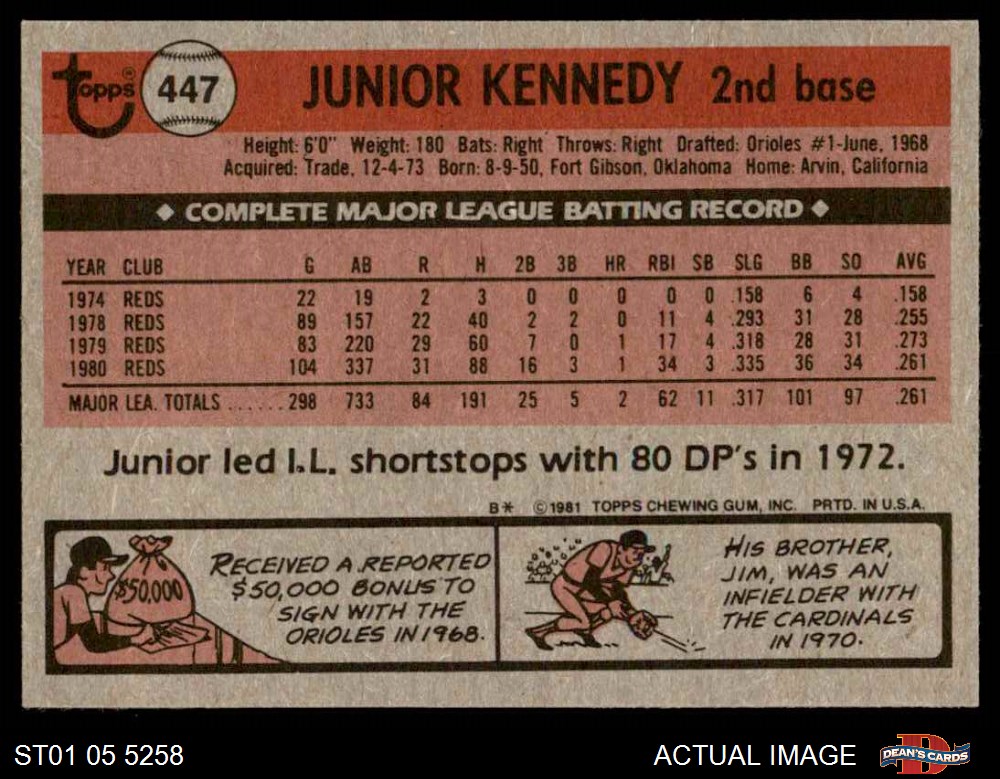 topps® 447 JUNIOR KENNEDY 2nd base
Height: 6'0" Weight: 180 Bats: Right Throws: Right Drafted: Orioles #1-June, 1968
Acquired: Trade, 12-4-73 Born: 8-9-50, Fort Gibson, Oklahoma Home: Arvin, California
◆ COMPLETE MAJOR LEAGUE BATTING RECORD ◆
YEAR CLUB G AB R H 2B 3B HR RBI SB SLG BB SO AVG
1974 REDS 22 19 2 3 0 0 0 0 0 .158 6 4 .158
1978 REDS 89 157 22 40 2 2 0 11 4 .293 31 28 .255
1979 REDS 83 220 29 60 7 0 1 17 4 .318 28 31 .273
1980 REDS 104 337 31 88 16 3 1 34 3 .335 36 34 .261
MAJOR LEA. TOTALS ....... 298 733 84 191 25 5 2 62 11 .317 101 97 .261
Junior led I.L. shortstops with 80 DP's in 1972.
B* ©1981 TOPPS CHEWING GUM, INC. PRTD. IN U.S.A.
$50,000
RECEIVED A REPORTED
$50,000 BONUS TO
SIGN WITH THE
ORIOLES IN 1968.
HIS BROTHER,
JIM, WAS AN
INFIELDER WITH
THE CARDINALS
IN 1970.
ST01 05 5258 ACTUAL IMAGE DEAN'S CARDS